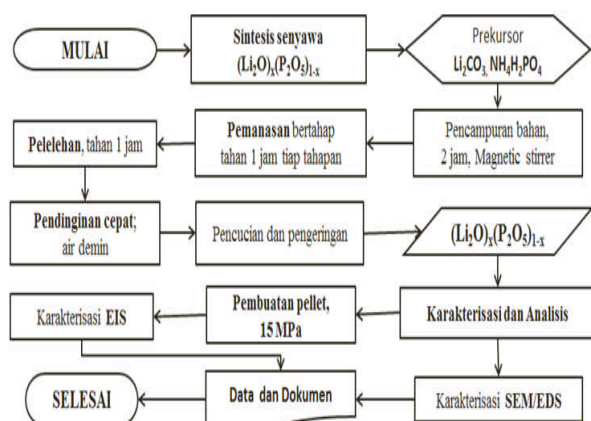 MULAI
Sintesis senyawa
(Li₂O)ₓ(P₂O₅)₁₋ₓ
Prekursor
Li₂CO₃, NH₄H₂PO₄
Pencampuran bahan,
2 jam, Magnetic stirrer
Pemanasan bertahap
tahan 1 jam tiap tahapan
Pelelehan, tahan 1 jam
Pendinginan cepat;
air demin
Pencucian dan pengeringan
(Li₂O)ₓ(P₂O₅)₁₋ₓ
Karakterisasi dan Analisis
Pembuatan pellet,
15 MPa
Karakterisasi EIS
Karakterisasi SEM/EDS
Data dan Dokumen
SELESAI